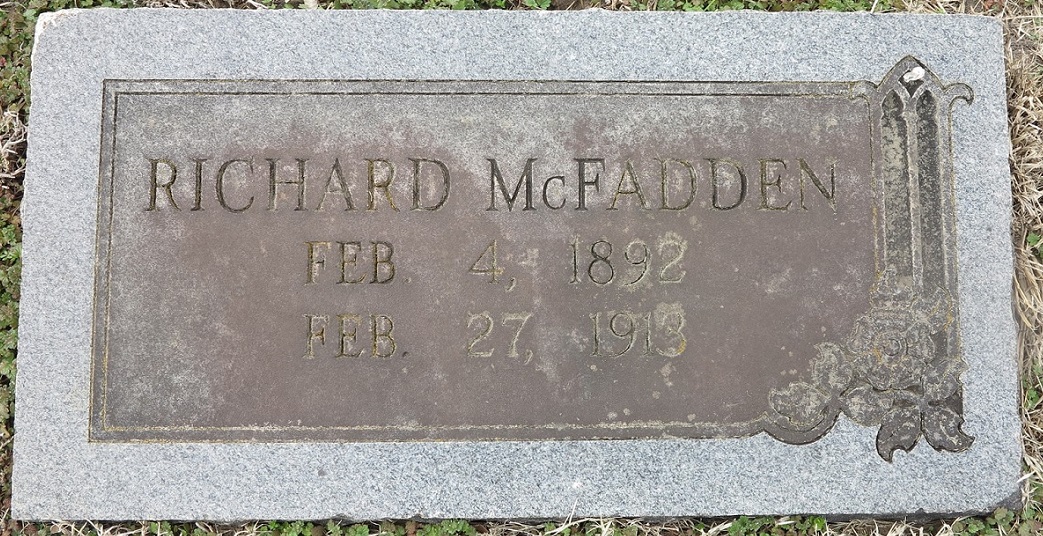 RICHARD McFADDEN
FEB. 4, 1892
FEB. 27, 1913